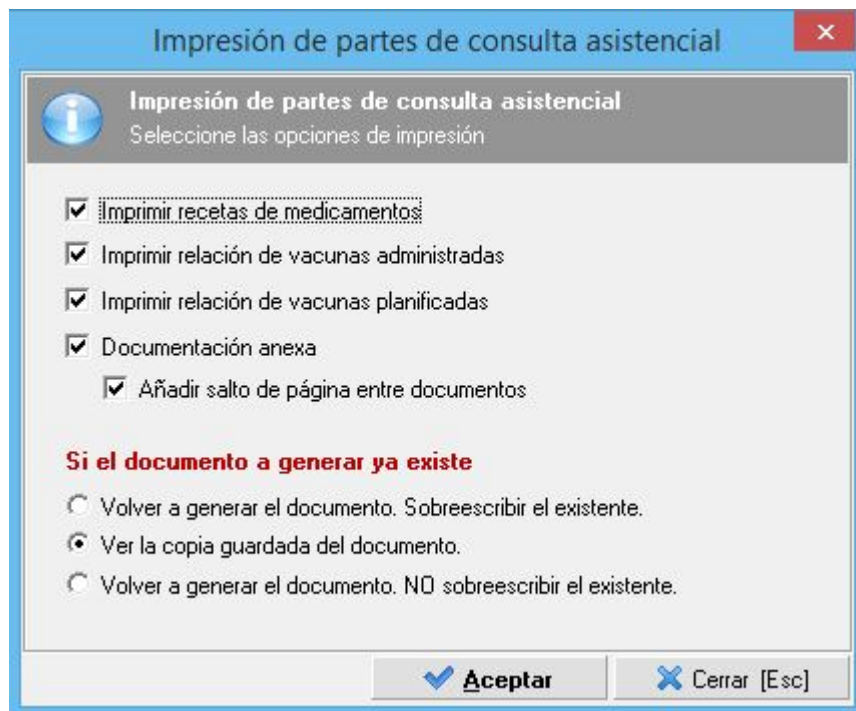 Impresión de partes de consulta asistencial
Impresión de partes de consulta asistencial
Seleccione las opciones de impresión
Imprimir recetas de medicamentos
Imprimir relación de vacunas administradas
Imprimir relación de vacunas planificadas
Documentación anexa
Añadir salto de página entre documentos
Si el documento a generar ya existe
Volver a generar el documento. Sobreescribir el existente.
Ver la copia guardada del documento.
Volver a generar el documento. NO sobreescribir el existente.
Aceptar
Cerrar [Esc]